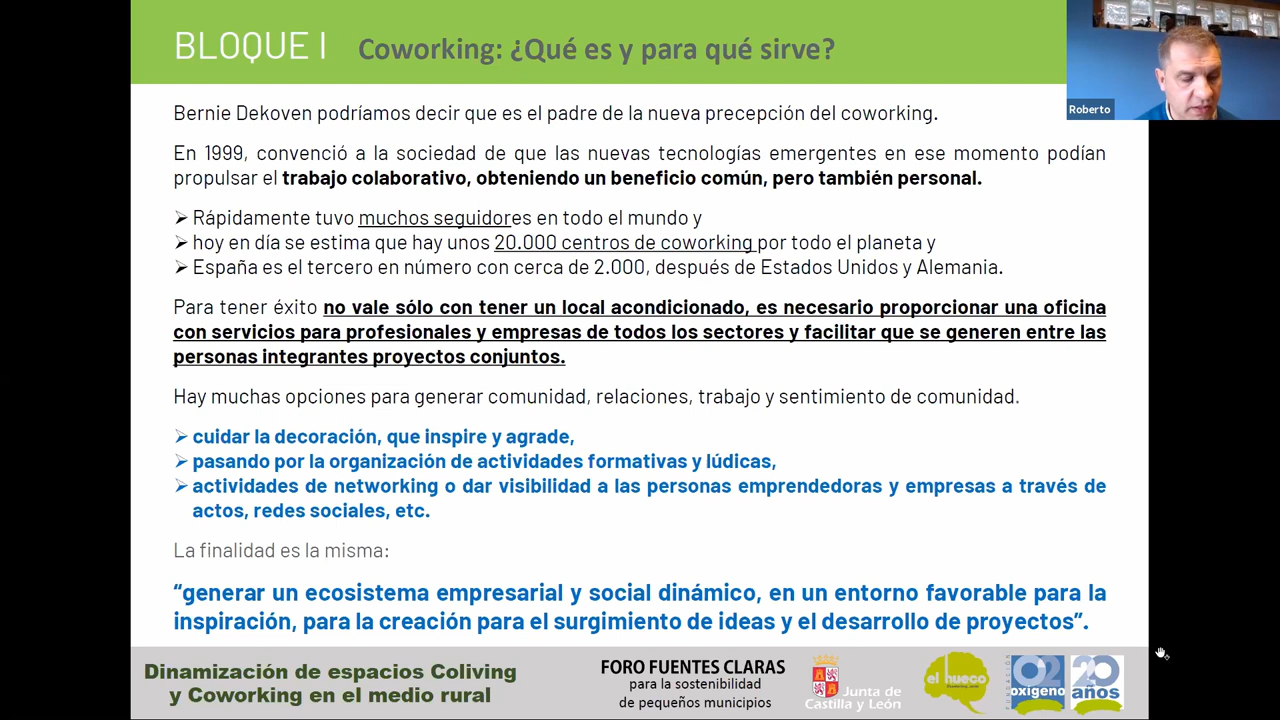 BLOQUE I Coworking: ¿Qué es y para qué sirve?
Roberto
Bernie Dekoven podríamos decir que es el padre de la nueva precepción del coworking.
En 1999, convenció a la sociedad de que las nuevas tecnologías emergentes en ese momento podían
propulsar el trabajo colaborativo, obteniendo un beneficio común, pero también personal.
➢ Rápidamente tuvo muchos seguidores en todo el mundo y
➢ hoy en día se estima que hay unos 20.000 centros de coworking por todo el planeta y
➢ España es el tercero en número con cerca de 2.000, después de Estados Unidos y Alemania.
Para tener éxito no vale sólo con tener un local acondicionado, es necesario proporcionar una oficina
con servicios para profesionales y empresas de todos los sectores y facilitar que se generen entre las
personas integrantes proyectos conjuntos.
Hay muchas opciones para generar comunidad, relaciones, trabajo y sentimiento de comunidad.
➢ cuidar la decoración, que inspire y agrade,
➢ pasando por la organización de actividades formativas y lúdicas,
➢ actividades de networking o dar visibilidad a las personas emprendedoras y empresas a través de
actos, redes sociales, etc.
La finalidad es la misma:
“generar un ecosistema empresarial y social dinámico, en un entorno favorable para la
inspiración, para la creación para el surgimiento de ideas y el desarrollo de proyectos”.
Dinamización de espacios Coliving
y Coworking en el medio rural
FORO FUENTES CLARAS
para la sostenibilidad
de pequeños municipios
Junta de
Castilla y León
el hueco
FUNDACIÓN
O2
oxígeno
20
años